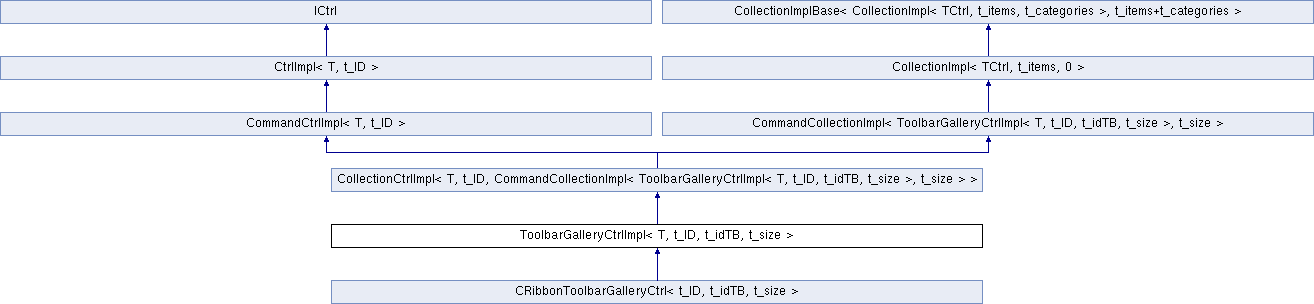 ICtrl
CollectionImplBase< CollectionImpl< TCtrl, t_items, t_categories >, t_items+t_categories >
CtrlImpl< T, t_ID >
CollectionImpl< TCtrl, t_items, 0 >
CommandCtrlImpl< T, t_ID >
CommandCollectionImpl< ToolbarGalleryCtrlImpl< T, t_ID, t_idTB, t_size >, t_size >
CollectionCtrlImpl< T, t_ID, CommandCollectionImpl< ToolbarGalleryCtrlImpl< T, t_ID, t_idTB, t_size >, t_size > >
ToolbarGalleryCtrlImpl< T, t_ID, t_idTB, t_size >
CRibbonToolbarGalleryCtrl< t_ID, t_idTB, t_size >